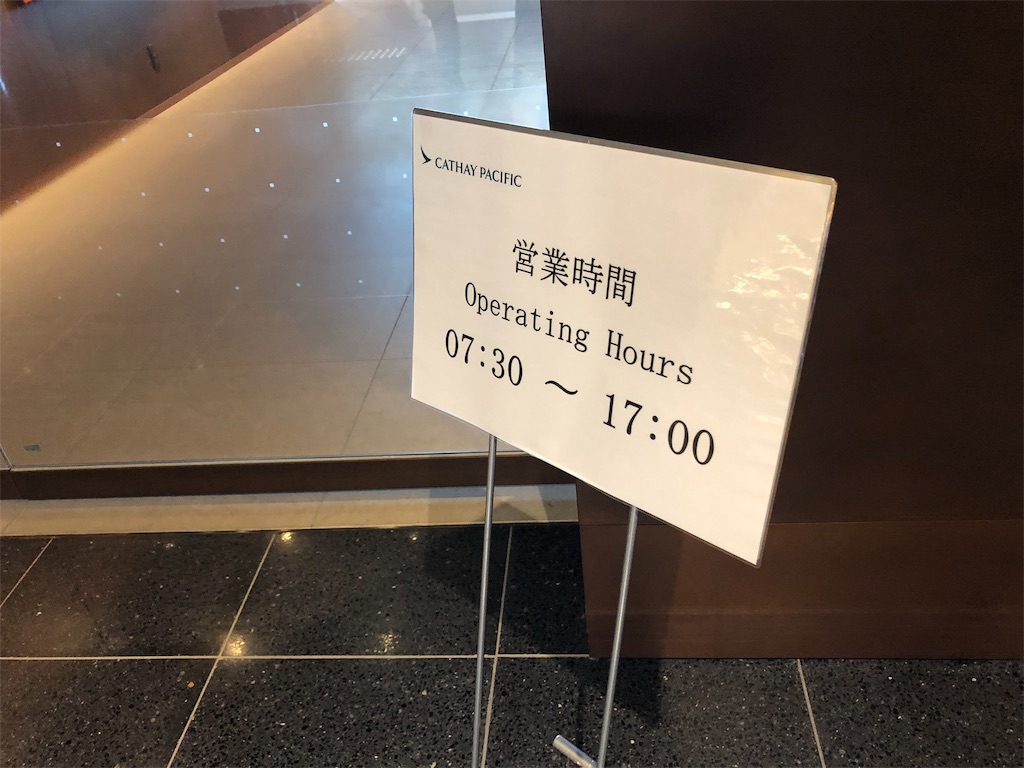 CATHAY PACIFIC
営業時間
Operating Hours
07:30 ～ 17:00